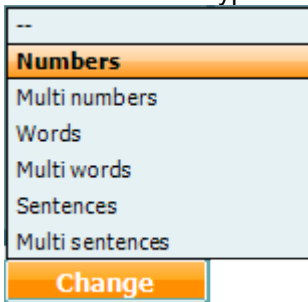 --
Numbers
Multi numbers
Words
Multi words
Sentences
Multi sentences
Change